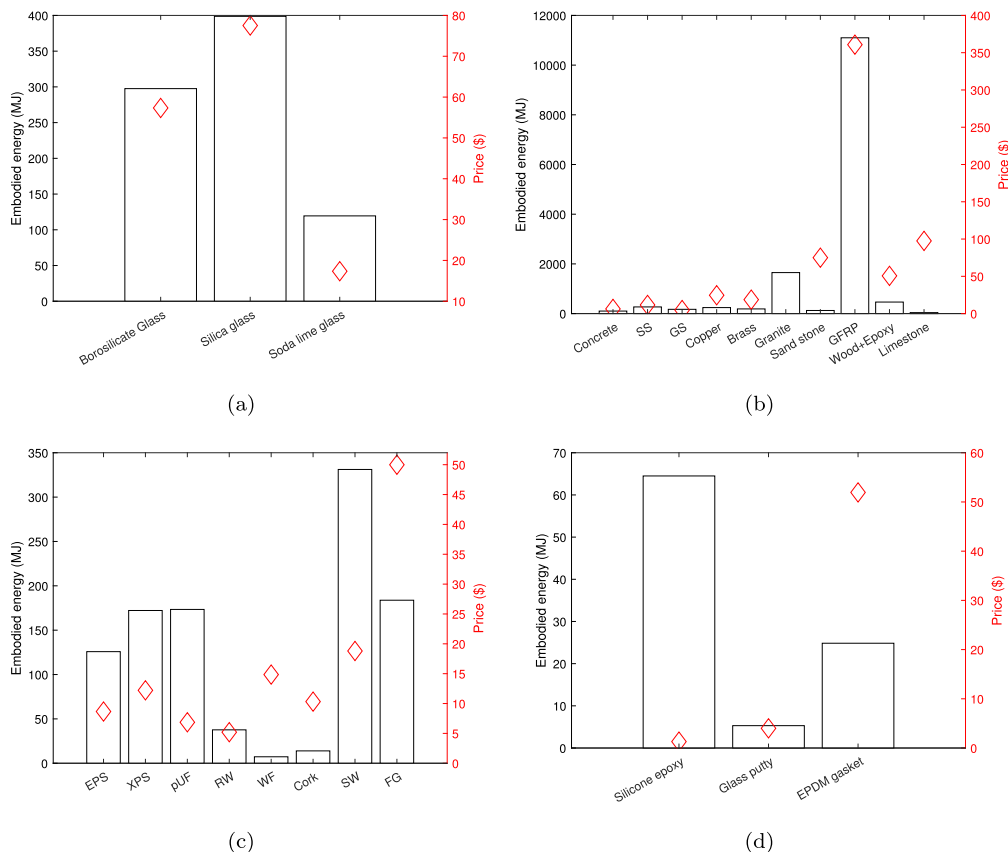 400
350
300
250
200
150
100
50
0
Embodied energy (MJ)
80
70
60
50
40
30
20
10
Price ($)
Borosilicate Glass
Silica glass
Soda lime glass
(a)
12000
10000
8000
6000
4000
2000
0
Embodied energy (MJ)
400
350
300
250
200
150
100
50
0
Price ($)
Concrete
SS
GS
Copper
Brass
Granite
Sand stone
GFRP
Wood+Epoxy
Limestone
(b)
350
300
250
200
150
100
50
0
Embodied energy (MJ)
50
45
40
35
30
25
20
15
10
5
0
Price ($)
EPS
XPS
pUF
RW
WF
Cork
SW
FG
(c)
70
60
50
40
30
20
10
0
Embodied energy (MJ)
60
50
40
30
20
10
0
Price ($)
Silicone epoxy
Glass putty
EPDM gasket
(d)